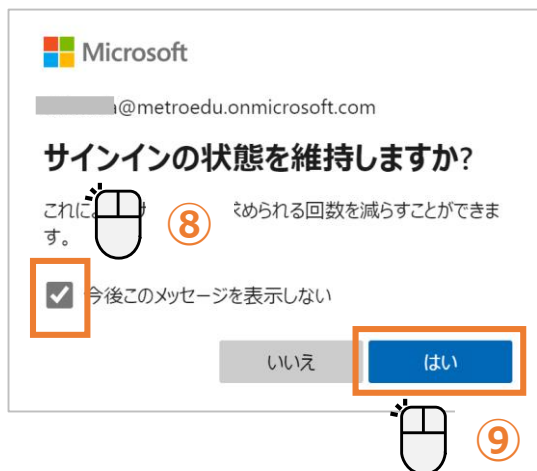 Microsoft
a@metroedu.onmicrosoft.com
サインインの状態を維持しますか?
これに められる回数を減らすことができま
す。
⑧
今後このメッセージを表示しない
いいえ
はい
⑨